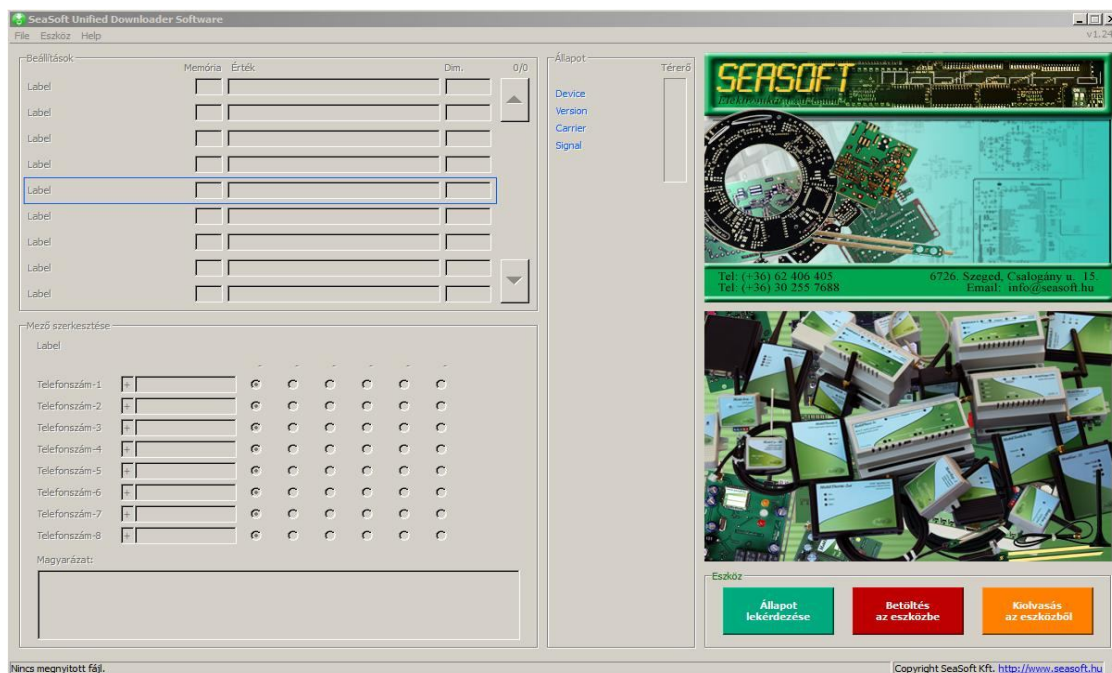 SeaSoft Unified Downloader Software
File Eszköz Help
v1.24
Beállítások
Memória Érték Dim. 0/0
Label
Label
Label
Label
Label
Label
Label
Label
Label
Mező szerkesztése
Label
- - - - - -
Telefonszám-1 +
Telefonszám-2 +
Telefonszám-3 +
Telefonszám-4 +
Telefonszám-5 +
Telefonszám-6 +
Telefonszám-7 +
Telefonszám-8 +
Magyarázat:
Állapot
Térerő
Device
Version
Carrier
Signal
SEASOFT
Tel: (+36) 62 406 405
Tel: (+36) 30 255 7688
6726. Szeged, Csalogány u. 15.
Email: info@seasoft.hu
Eszköz
Állapot
lekérdezése
Betöltés
az eszközbe
Kiolvasás
az eszközből
Nincs megnyitott fájl.
Copyright SeaSoft Kft. http://www.seasoft.hu